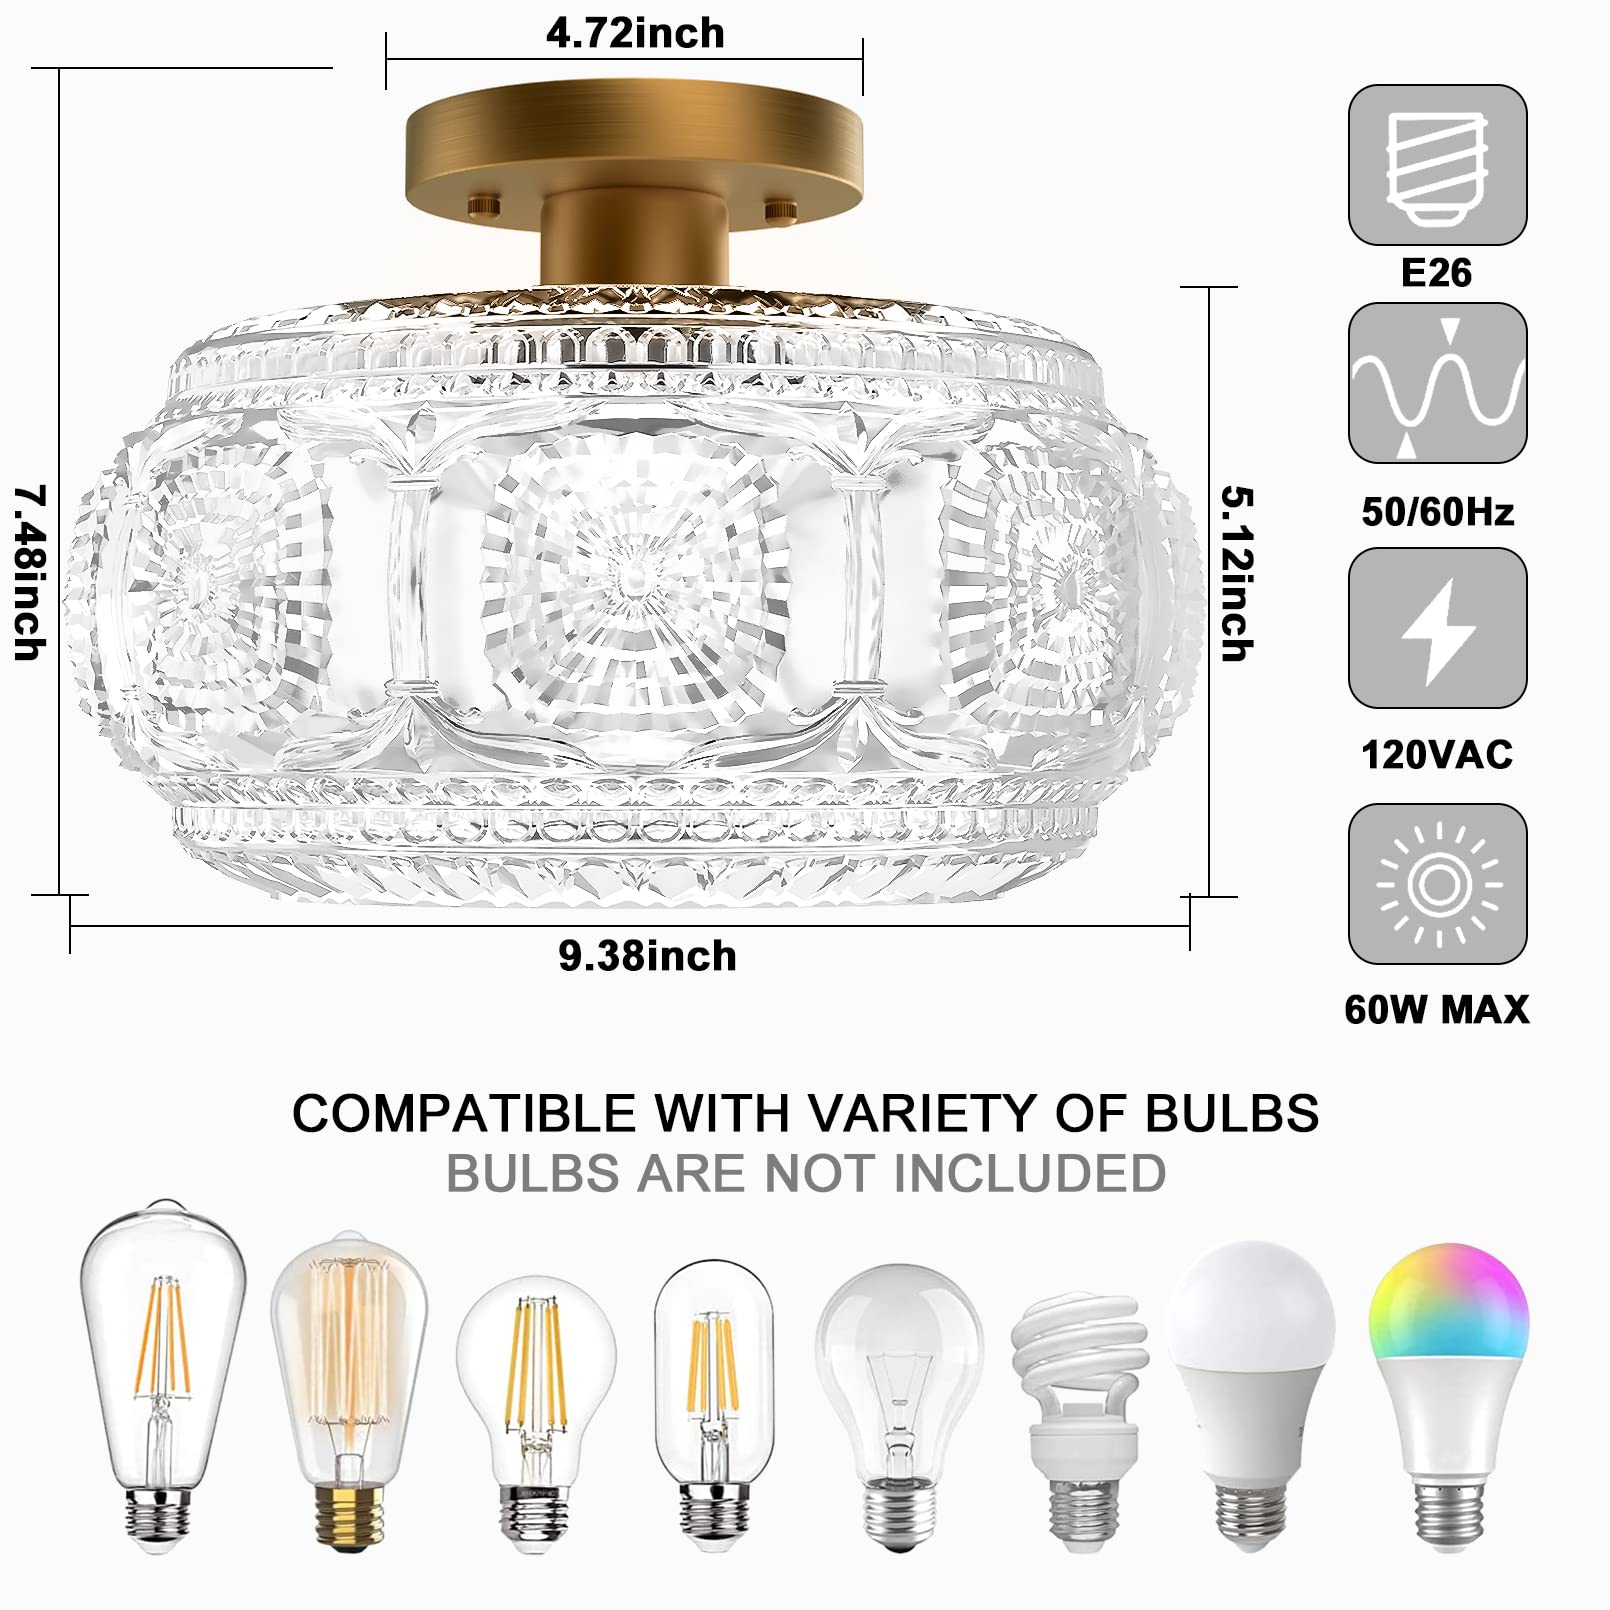 4.72inch
7.48inch
5.12inch
9.38inch
E26
50/60Hz
120VAC
60W MAX
COMPATIBLE WITH VARIETY OF BULBS
BULBS ARE NOT INCLUDED